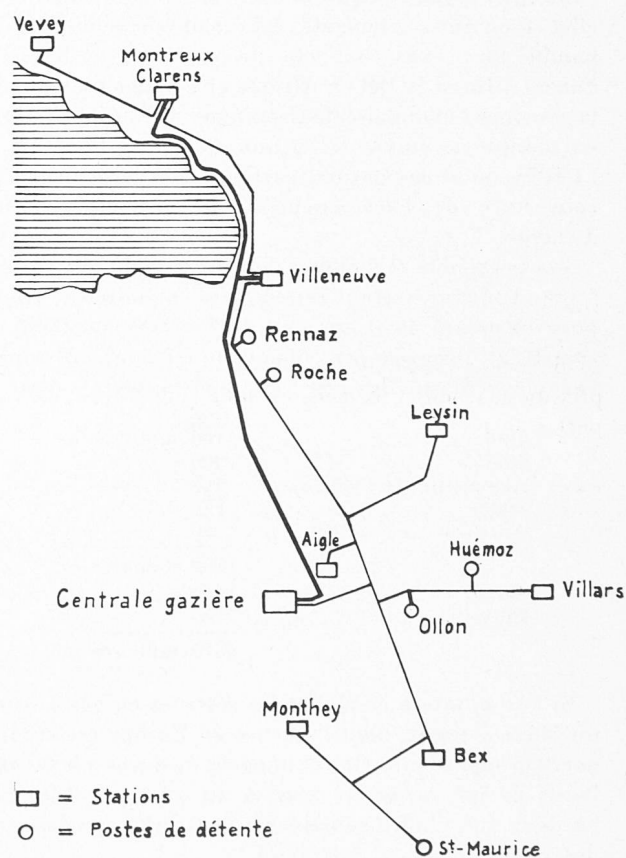 Vevey
Montreux
Clarens
Villeneuve
Rennaz
Roche
Leysin
Aigle
Huémoz
Centrale gazière
Villars
Ollon
Monthey
Bex
= Stations
= Postes de détente
St-Maurice